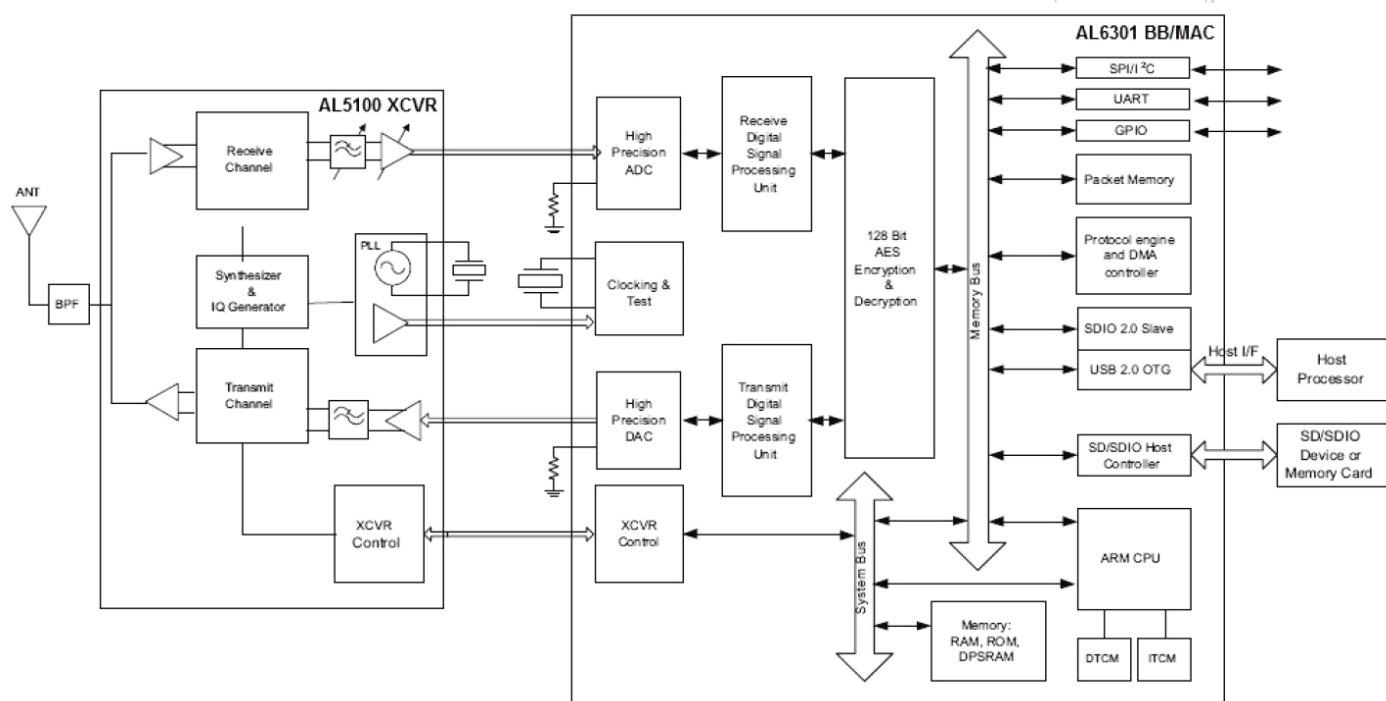 AL6301 BB/MAC
AL5100 XCVR
ANT
BPF
Receive
Channel
Synthesizer
&
IQ Generator
PLL
Transmit
Channel
XCVR
Control
High
Precision
ADC
Clocking &
Test
High
Precision
DAC
XCVR
Control
Receive
Digital
Signal
Processing
Unit
Transmit
Digital
Signal
Processing
Unit
128 Bit
AES
Encryption
&
Decryption
Memory Bus
System Bus
SPI/I ²C
UART
GPIO
Packet Memory
Protocol engine
and DMA
controller
SDIO 2.0 Slave
USB 2.0 OTG
Host I/F
Host
Processor
SD/SDIO Host
Controller
SD/SDIO
Device or
Memory Card
ARM CPU
DTCM
ITCM
Memory:
RAM, ROM,
DPSRAM